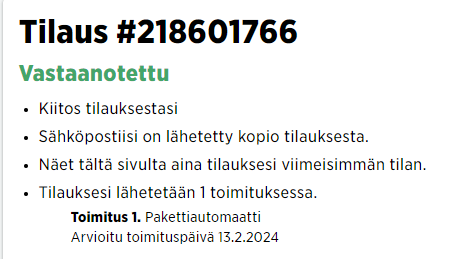 Tilaus #218601766
Vastaanotettu
• Kiitos tilauksestasi
• Sähköpostiisi on lähetetty kopio tilauksesta.
• Näet tältä sivulta aina tilauksesi viimeisimmän tilan.
• Tilauksesi lähetetään 1 toimituksessa.
Toimitus 1. Pakettiautomaatti
Arvioitu toimituspäivä 13.2.2024